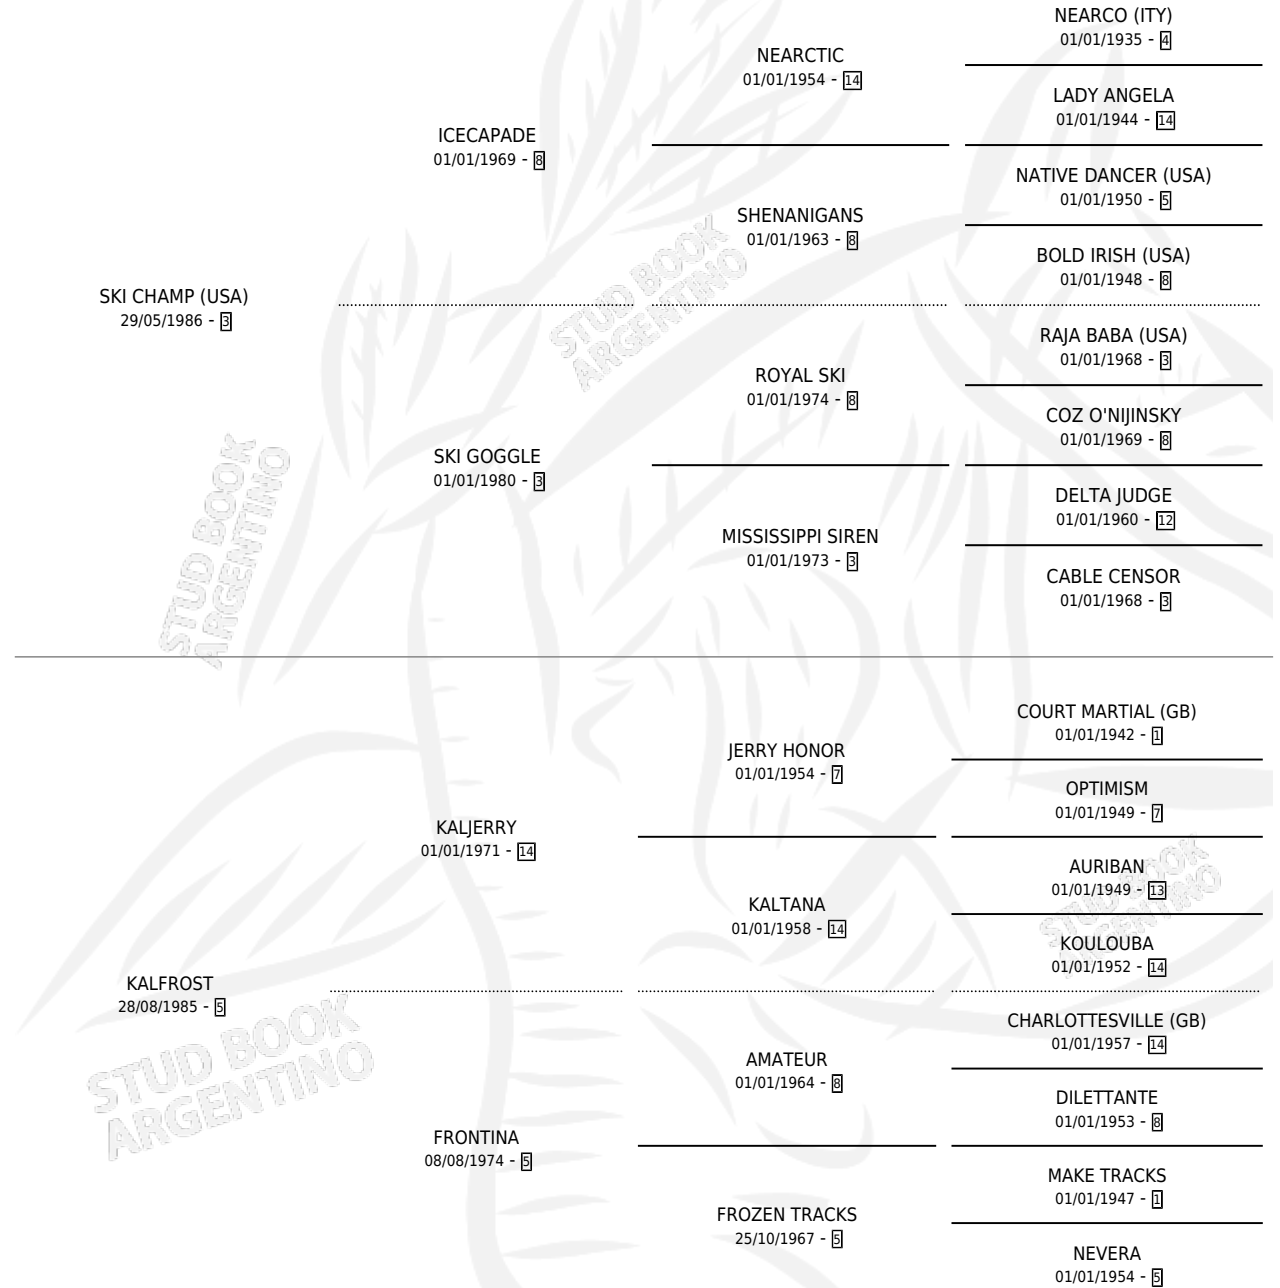 NEARCO (ITY)
01/01/1935 - 4
NEARCTIC
01/01/1954 - 14
LADY ANGELA
01/01/1944 - 14
ICECAPADE
01/01/1969 - 8
NATIVE DANCER (USA)
01/01/1950 - 5
SHENANIGANS
01/01/1963 - 8
BOLD IRISH (USA)
01/01/1948 - 8
SKI CHAMP (USA)
29/05/1986 - 3
RAJA BABA (USA)
01/01/1968 - 3
ROYAL SKI
01/01/1974 - 8
COZ O'NIJINSKY
01/01/1969 - 8
SKI GOGGLE
01/01/1980 - 3
DELTA JUDGE
01/01/1960 - 12
MISSISSIPPI SIREN
01/01/1973 - 3
CABLE CENSOR
01/01/1968 - 3
COURT MARTIAL (GB)
01/01/1942 - 1
JERRY HONOR
01/01/1954 - 7
OPTIMISM
01/01/1949 - 7
KALJERRY
01/01/1971 - 14
AURIBAN
01/01/1949 - 13
KALTANA
01/01/1958 - 14
KOULOUBA
01/01/1952 - 14
KALFROST
28/08/1985 - 5
CHARLOTTESVILLE (GB)
01/01/1957 - 14
AMATEUR
01/01/1964 - 8
DILETTANTE
01/01/1953 - 8
FRONTINA
08/08/1974 - 5
MAKE TRACKS
01/01/1947 - 1
FROZEN TRACKS
25/10/1967 - 5
NEVERA
01/01/1954 - 5
STUD BOOK
ARGENTINO
STUD BOOK
ARGENTINO
STUD BOOK
ARGENTINO
STUD BOOK
ARGENTINO